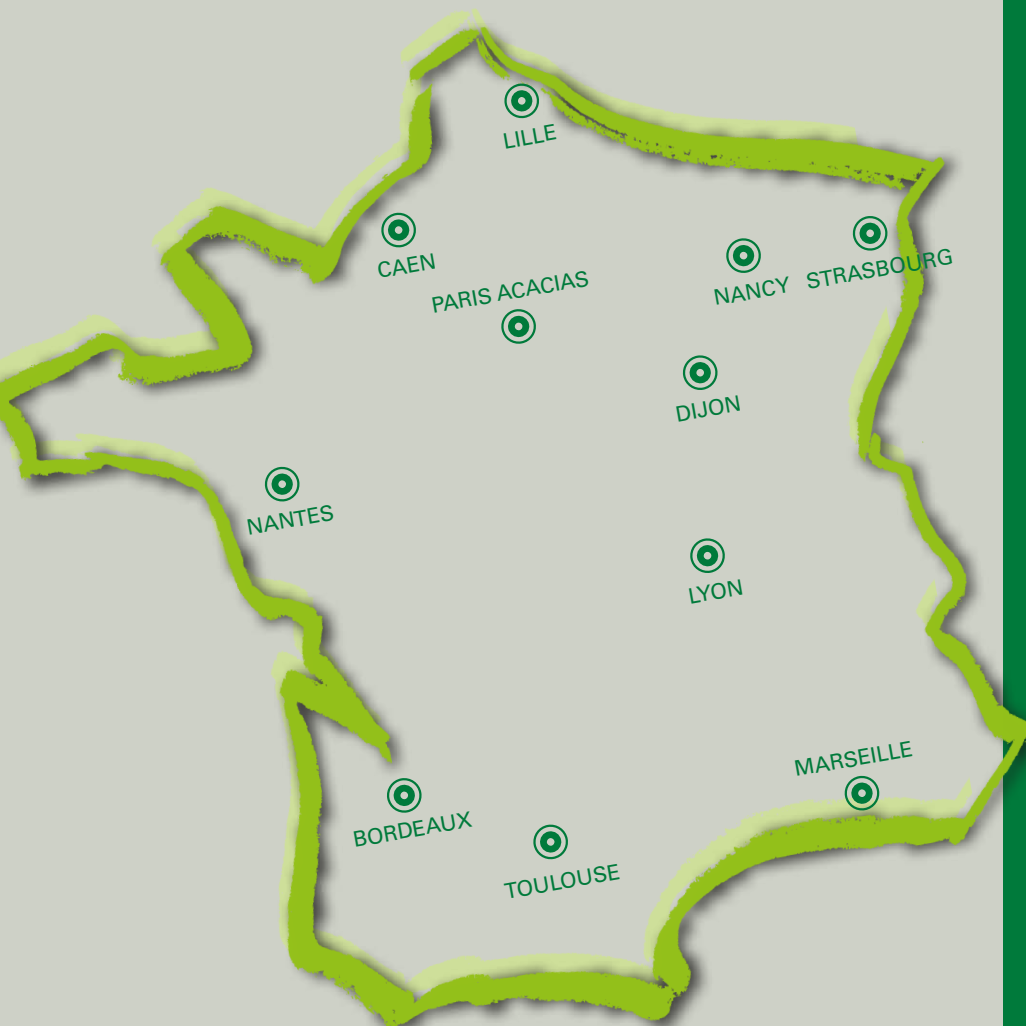 LILLE
CAEN
STRASBOURG
NANCY
PARIS ACACIAS
DIJON
NANTES
LYON
MARSEILLE
BORDEAUX
TOULOUSE